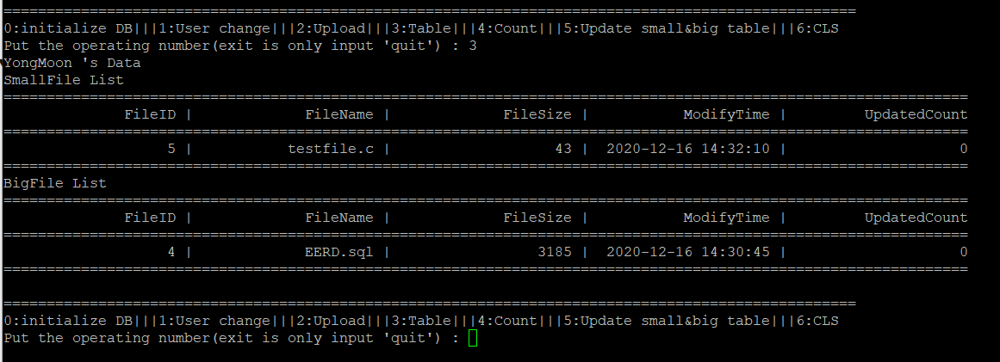 ==================================================================================================
0:initialize DB|||1:User change|||2:Upload|||3:Table|||4:Count|||5:Update small&big table|||6:CLS
Put the operating number(exit is only input 'quit') : 3
YongMoon 's Data
SmallFile List
================================================================================================================
FileID | FileName | FileSize | ModifyTime | UpdatedCount
================================================================================================================
5 | testfile.c | 43 | 2020-12-16 14:32:10 | 0
================================================================================================================
BigFile List
================================================================================================================
FileID | FileName | FileSize | ModifyTime | UpdatedCount
================================================================================================================
4 | EERD.sql | 3185 | 2020-12-16 14:30:45 | 0
================================================================================================================
===================================================================================================
0:initialize DB|||1:User change|||2:Upload|||3:Table|||4:Count|||5:Update small&big table|||6:CLS
Put the operating number(exit is only input 'quit') :